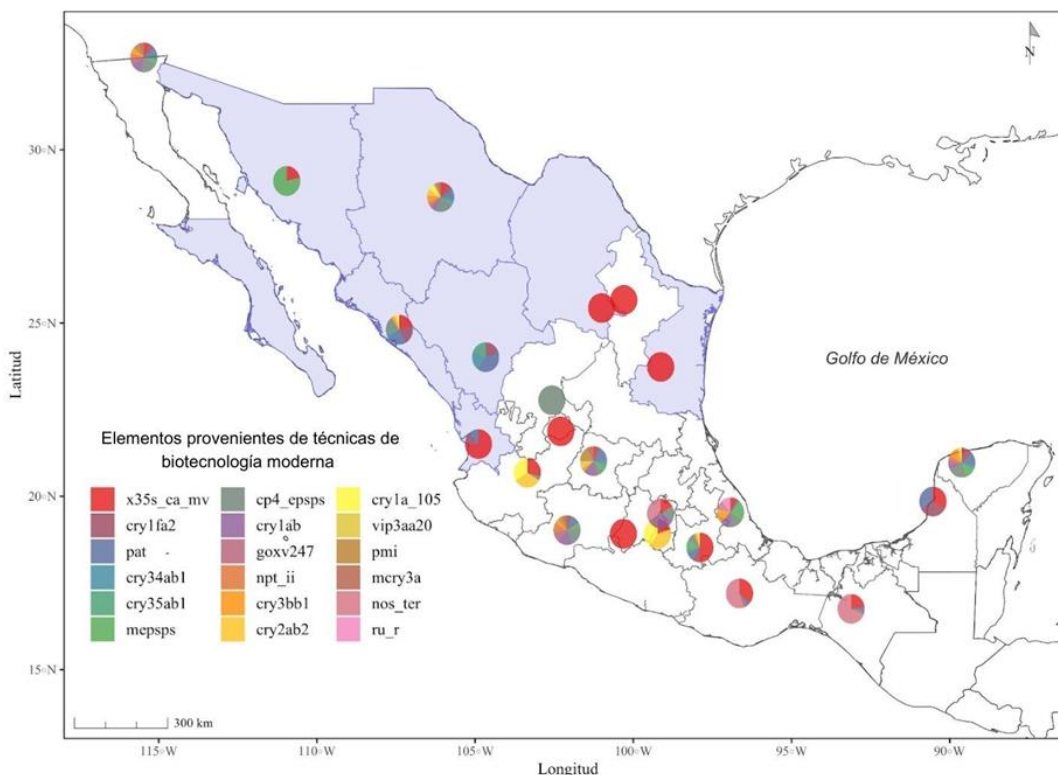 N
30°N
25°N
20°N
15°N
Latitud
Golfo de México
Elementos provenientes de técnicas de
biotecnología moderna
x35s_ca_mv
cry1fa2
pat
cry34ab1
cry35ab1
mepsps
cp4_epsps
cry1ab
goxv247
npt_ii
cry3bb1
cry2ab2
cry1a_105
vip3aa20
pmi
mcry3a
nos_ter
ru_r
300 km
115°W
110°W
105°W
100°W
95°W
90°W
Longitud